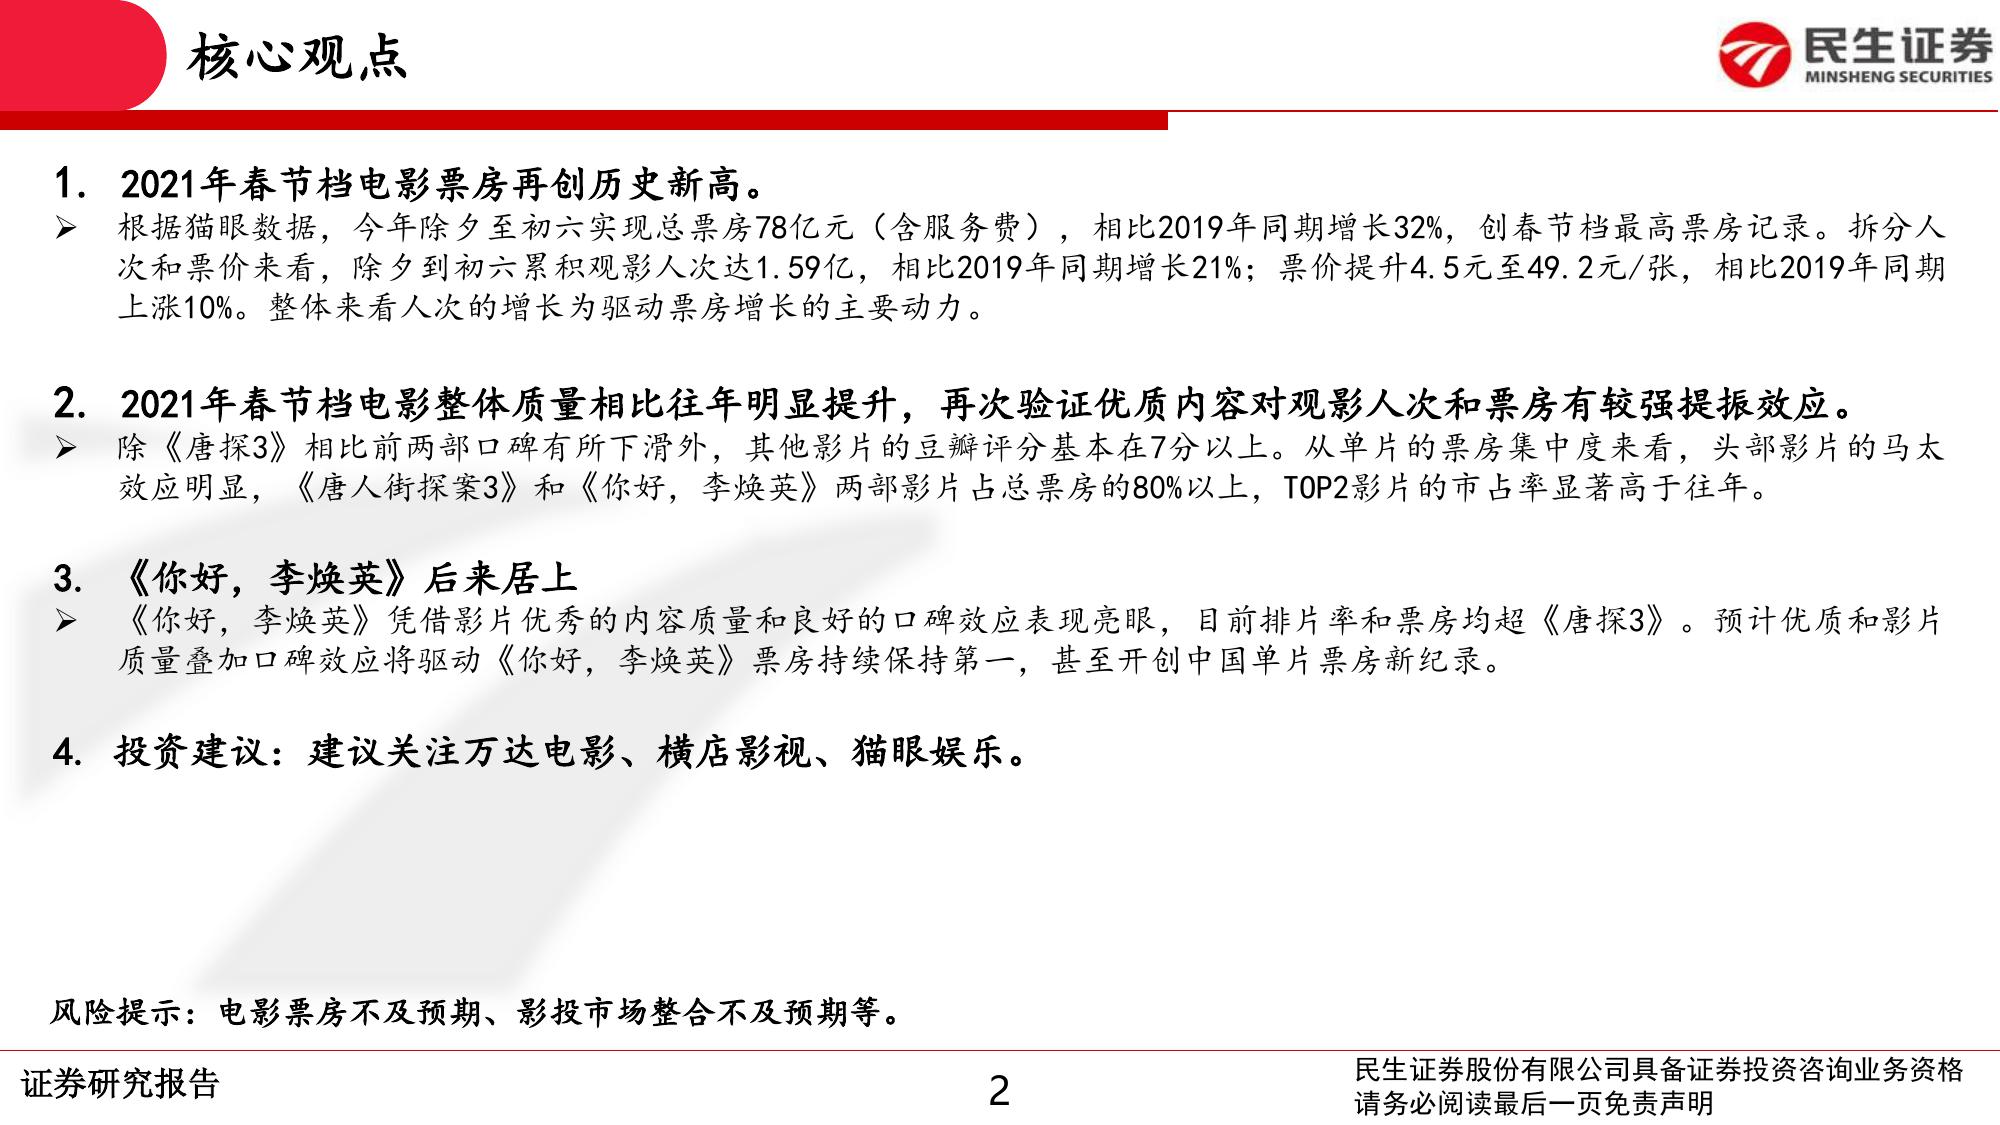 核心观点
民生证券
MINSHENG SECURITIES
1. 2021年春节档电影票房再创历史新高。
➢ 根据猫眼数据，今年除夕至初六实现总票房78亿元（含服务费），相比2019年同期增长32%，创春节档最高票房记录。拆分人
次和票价来看，除夕到初六累积观影人次达1.59亿，相比2019年同期增长21%；票价提升4.5元至49.2元/张，相比2019年同期
上涨10%。整体来看人次的增长为驱动票房增长的主要动力。
2. 2021年春节档电影整体质量相比往年明显提升，再次验证优质内容对观影人次和票房有较强提振效应。
➢ 除《唐探3》相比前两部口碑有所下滑外，其他影片的豆瓣评分基本在7分以上。从单片的票房集中度来看，头部影片的马太
效应明显，《唐人街探案3》和《你好，李焕英》两部影片占总票房的80%以上，TOP2影片的市占率显著高于往年。
3. 《你好，李焕英》后来居上
➢ 《你好，李焕英》凭借影片优秀的内容质量和良好的口碑效应表现亮眼，目前排片率和票房均超《唐探3》。预计优质和影片
质量叠加口碑效应将驱动《你好，李焕英》票房持续保持第一，甚至开创中国单片票房新纪录。
4. 投资建议：建议关注万达电影、横店影视、猫眼娱乐。
风险提示：电影票房不及预期、影投市场整合不及预期等。
证券研究报告
2
民生证券股份有限公司具备证券投资咨询业务资格
请务必阅读最后一页免责声明